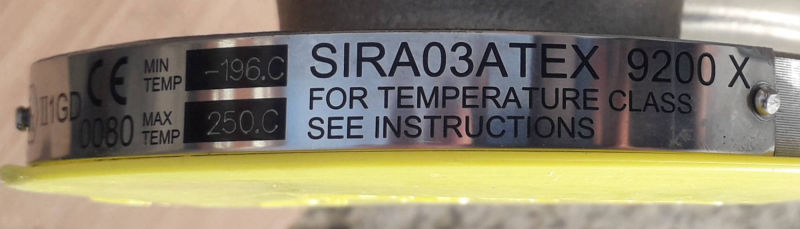 II1GD CE 0080
MIN TEMP -196.C
MAX TEMP 250.C
SIRA03ATEX 9200 X
FOR TEMPERATURE CLASS
SEE INSTRUCTIONS